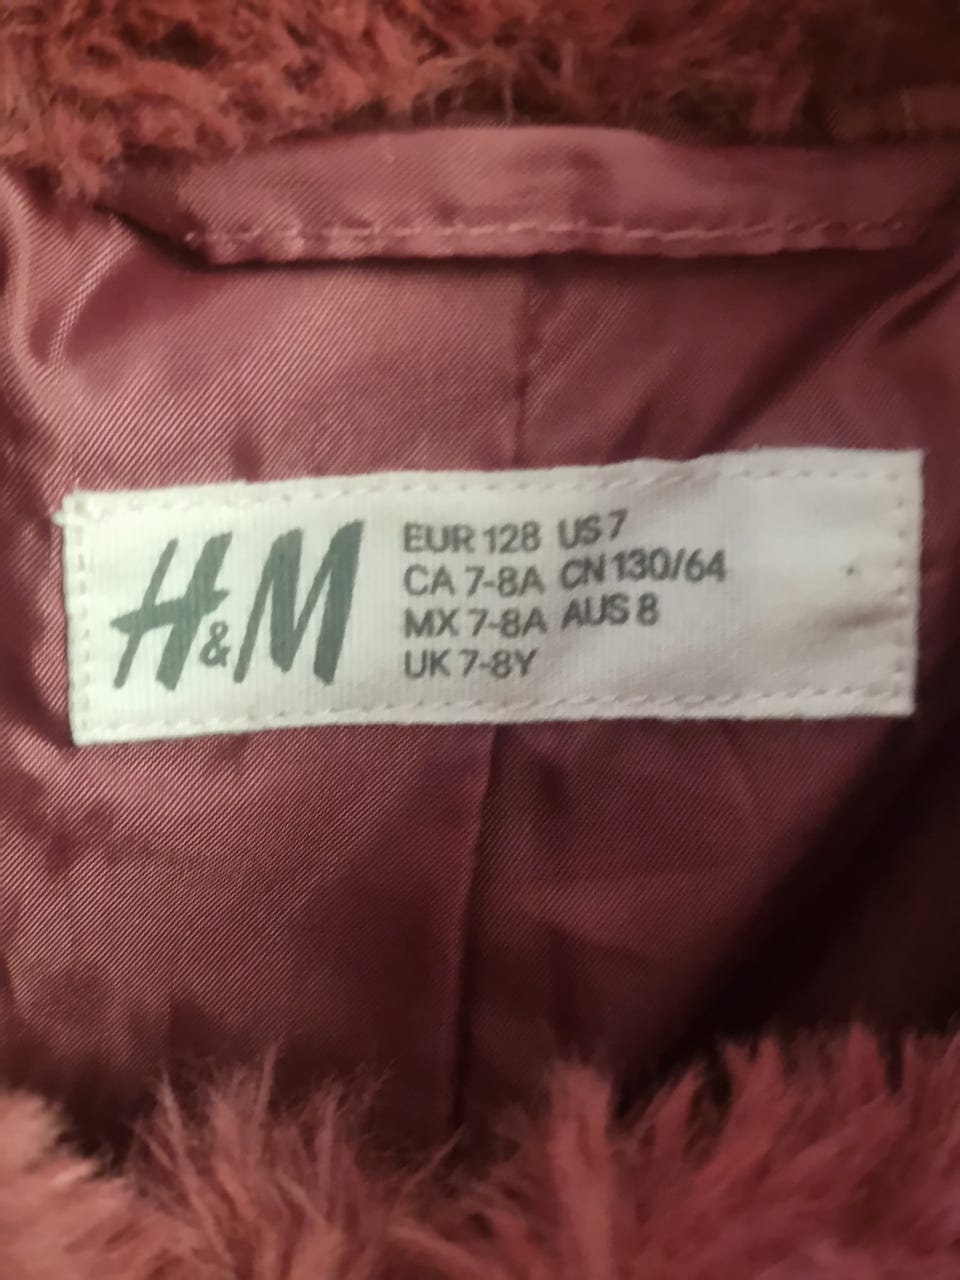 H&M
EUR 128 US 7
CA 7-8A CN 130/64
MX 7-8A AUS 8
UK 7-8Y